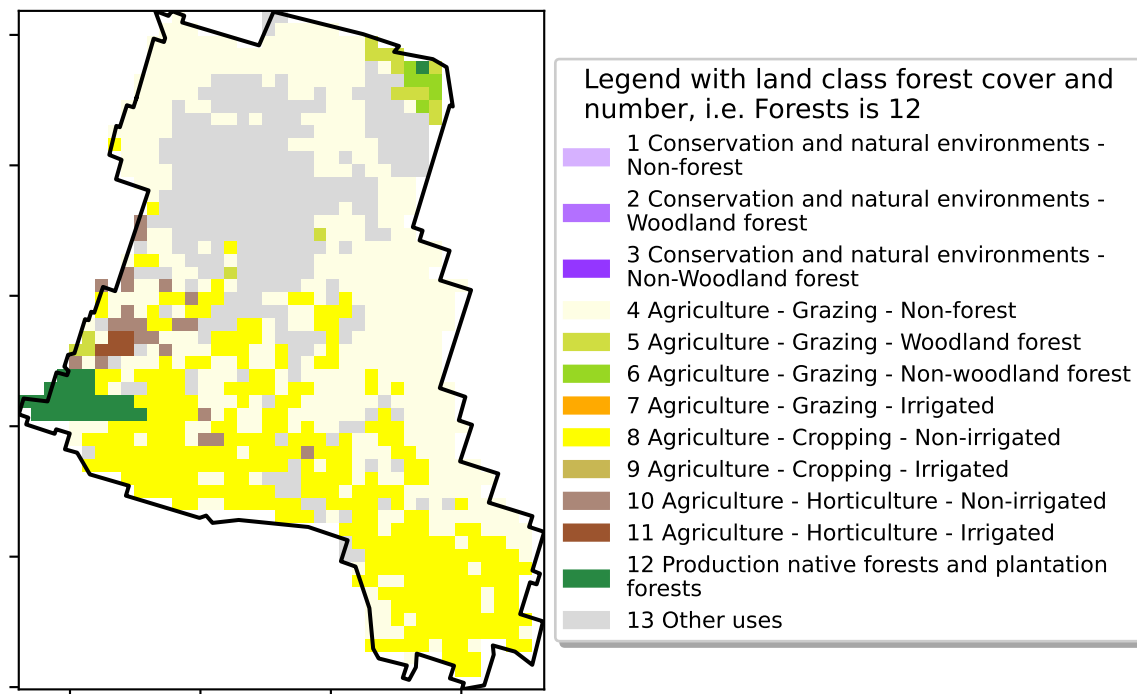 Legend with land class forest cover and
number, i.e. Forests is 12
1 Conservation and natural environments -
Non-forest
2 Conservation and natural environments -
Woodland forest
3 Conservation and natural environments -
Non-Woodland forest
4 Agriculture - Grazing - Non-forest
5 Agriculture - Grazing - Woodland forest
6 Agriculture - Grazing - Non-woodland forest
7 Agriculture - Grazing - Irrigated
8 Agriculture - Cropping - Non-irrigated
9 Agriculture - Cropping - Irrigated
10 Agriculture - Horticulture - Non-irrigated
11 Agriculture - Horticulture - Irrigated
12 Production native forests and plantation
forests
13 Other uses